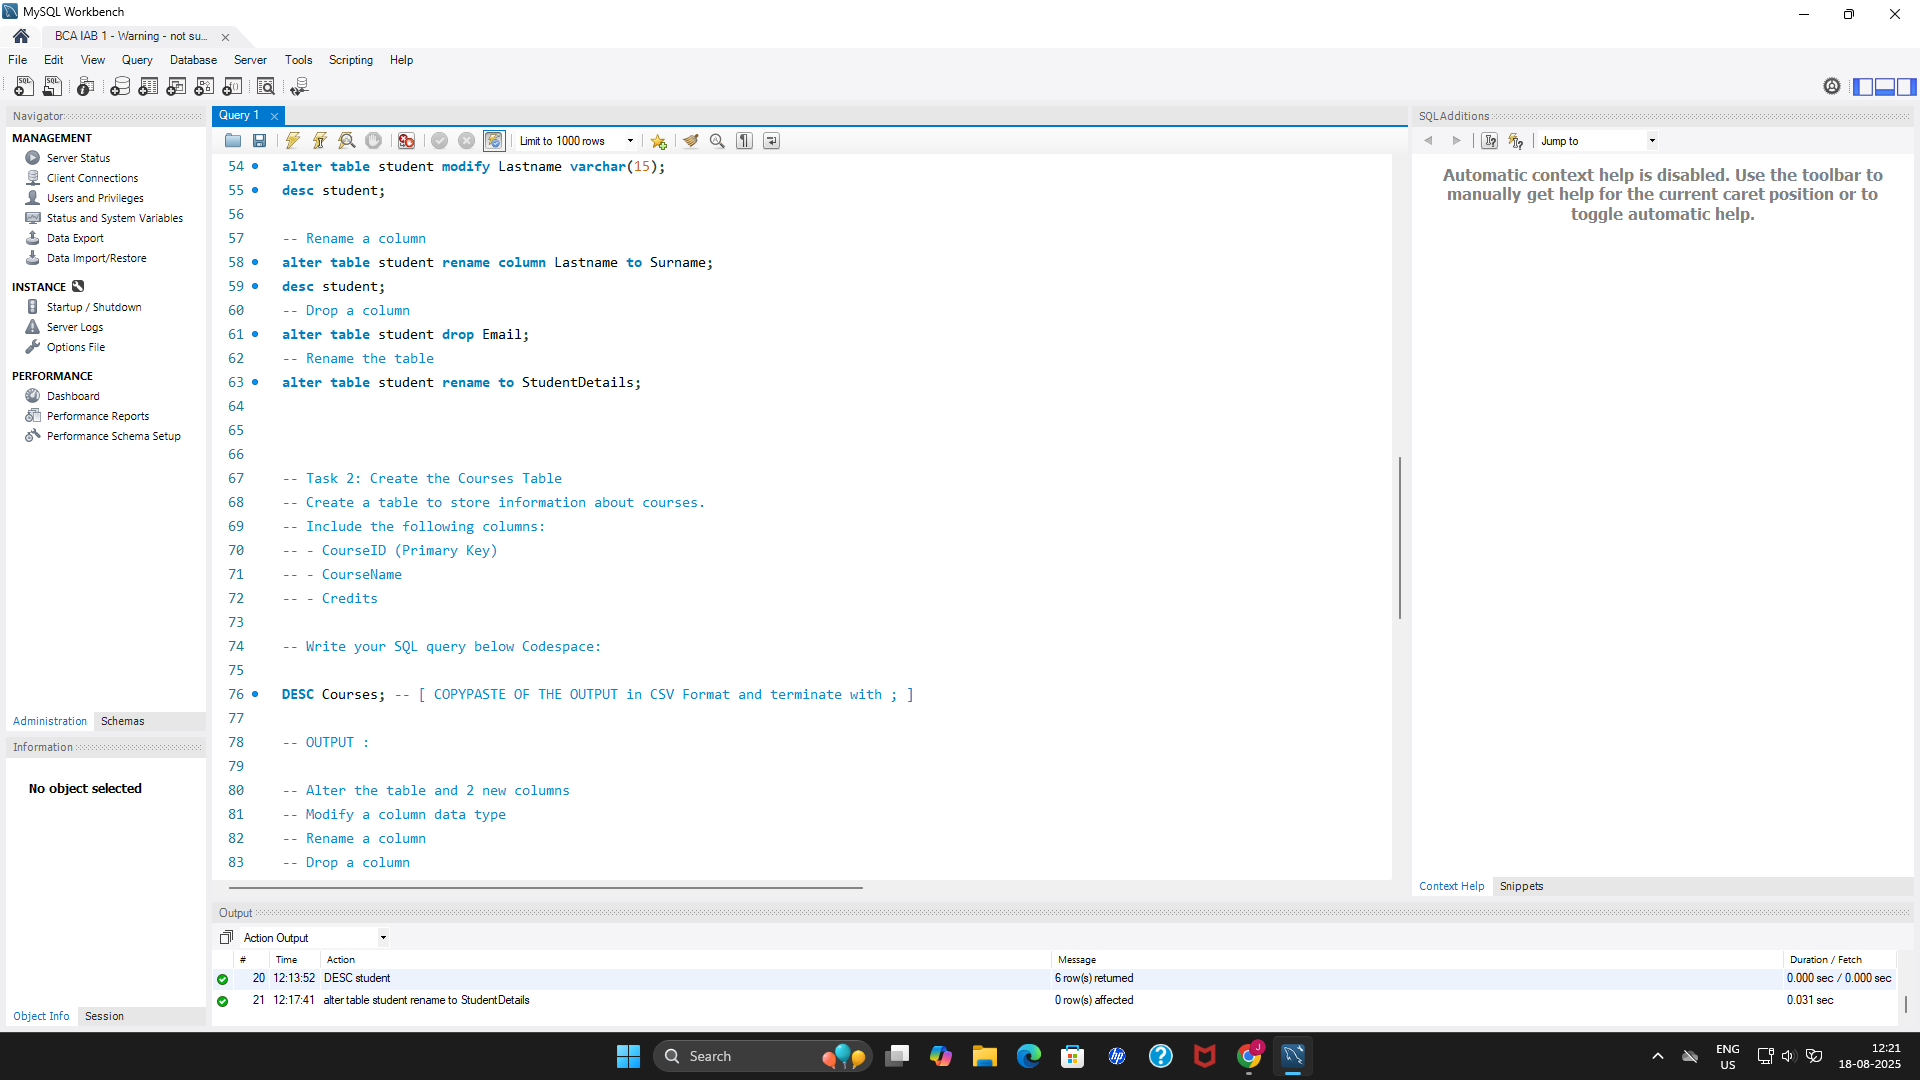 MySQL Workbench
BCA IAB 1 - Warning - not su...
File Edit View Query Database Server Tools Scripting Help
Navigator
MANAGEMENT
Server Status
Client Connections
Users and Privileges
Status and System Variables
Data Export
Data Import/Restore
INSTANCE
Startup / Shutdown
Server Logs
Options File
PERFORMANCE
Dashboard
Performance Reports
Performance Schema Setup
Administration Schemas
Information
No object selected
Object Info Session
Query 1
Limit to 1000 rows
54 alter table student modify Lastname varchar(15);
55 desc student;
56
57 -- Rename a column
58 alter table student rename column Lastname to Surname;
59 desc student;
60 -- Drop a column
61 alter table student drop Email;
62 -- Rename the table
63 alter table student rename to StudentDetails;
64
65
66
67 -- Task 2: Create the Courses Table
68 -- Create a table to store information about courses.
69 -- Include the following columns:
70 -- - CourseID (Primary Key)
71 -- - CourseName
72 -- - Credits
73
74 -- Write your SQL query below Codespace:
75
76 DESC Courses; -- [ COPYPASTE OF THE OUTPUT in CSV Format and terminate with ; ]
77
78 -- OUTPUT :
79
80 -- Alter the table and 2 new columns
81 -- Modify a column data type
82 -- Rename a column
83 -- Drop a column
SQLAdditions
Jump to
Automatic context help is disabled. Use the toolbar to
manually get help for the current caret position or to
toggle automatic help.
Context Help Snippets
Output
Action Output
# Time Action Message Duration / Fetch
20 12:13:52 DESC student 6 row(s) returned 0.000 sec / 0.000 sec
21 12:17:41 alter table student rename to StudentDetails 0 row(s) affected 0.031 sec
Search
ENG
US
12:21
18-08-2025